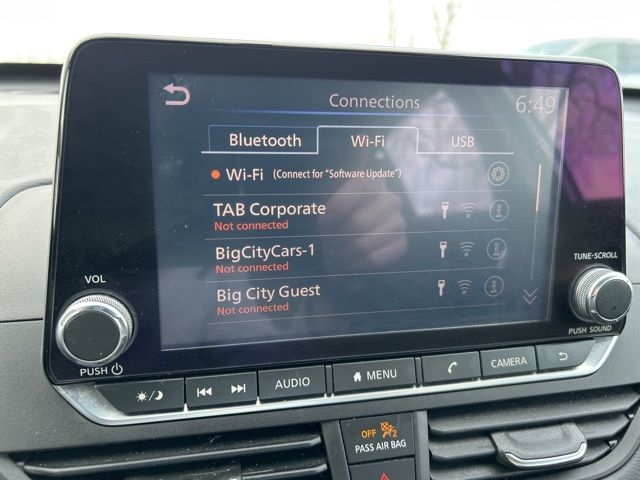 Connections
6:49
Bluetooth Wi-Fi USB
Wi-Fi (Connect for "Software Update")
TAB Corporate
Not connected
BigCityCars-1
Not connected
Big City Guest
Not connected
VOL
PUSH
TUNE·SCROLL
PUSH SOUND
AUDIO MENU CAMERA
OFF 2
PASS AIR BAG